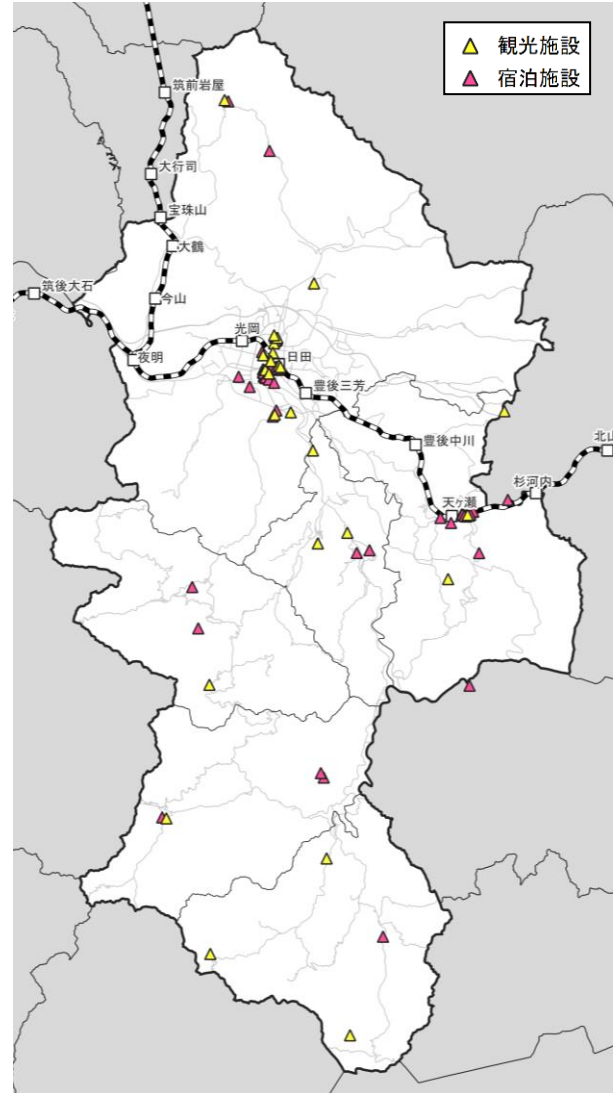 観光施設
宿泊施設
筑前岩屋
大行司
宝珠山
大鶴
筑後大石
今山
光岡
夜明
日田
豊後三芳
豊後中川
北山
杉河内
天ヶ瀬